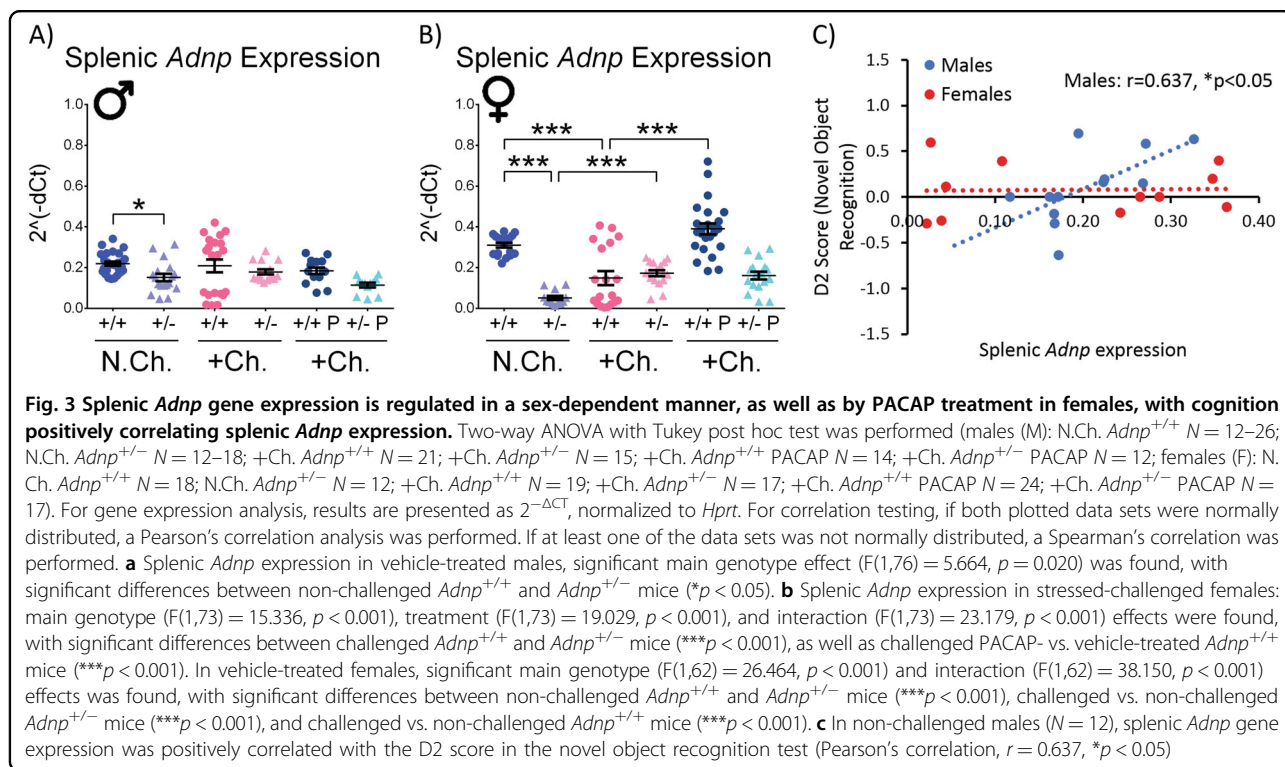 A)
Splenic Adnp Expression
♂
2^(-dCt)
1.0
0.8
0.6
0.4
0.2
0.0
*
+/+ +/- +/+ +/- +/+ P +/- P
N.Ch. +Ch. +Ch.
B)
Splenic Adnp Expression
♀
2^(-dCt)
1.0
0.8
0.6
0.4
0.2
0.0
*** ***
*** ***
+/+ +/- +/+ +/- +/+ P +/- P
N.Ch. +Ch. +Ch.
C)
D2 Score (Novel Object
Recognition)
1.5
1.0
0.5
0.0
-0.5
-1.0
-1.5
Males
Females
Males: r=0.637, *p<0.05
0.00 0.10 0.20 0.30 0.40
Splenic Adnp expression
Fig. 3 Splenic Adnp gene expression is regulated in a sex-dependent manner, as well as by PACAP treatment in females, with cognition
positively correlating splenic Adnp expression. Two-way ANOVA with Tukey post hoc test was performed (males (M): N.Ch. Adnp+/+ N = 12–26;
N.Ch. Adnp+/− N = 12–18; +Ch. Adnp+/+ N = 21; +Ch. Adnp+/− N = 15; +Ch. Adnp+/+ PACAP N = 14; +Ch. Adnp+/− PACAP N = 12; females (F): N.
Ch. Adnp+/+ N = 18; N.Ch. Adnp+/− N = 12; +Ch. Adnp+/+ N = 19; +Ch. Adnp+/− N = 17; +Ch. Adnp+/+ PACAP N = 24; +Ch. Adnp+/− PACAP N =
17). For gene expression analysis, results are presented as 2−ΔCT, normalized to Hprt. For correlation testing, if both plotted data sets were normally
distributed, a Pearson's correlation analysis was performed. If at least one of the data sets was not normally distributed, a Spearman's correlation was
performed. a Splenic Adnp expression in vehicle-treated males, significant main genotype effect (F(1,76) = 5.664, p = 0.020) was found, with
significant differences between non-challenged Adnp+/+ and Adnp+/− mice (*p < 0.05). b Splenic Adnp expression in stressed-challenged females:
main genotype (F(1,73) = 15.336, p < 0.001), treatment (F(1,73) = 19.029, p < 0.001), and interaction (F(1,73) = 23.179, p < 0.001) effects were found,
with significant differences between challenged Adnp+/+ and Adnp+/− mice (***p < 0.001), as well as challenged PACAP- vs. vehicle-treated Adnp+/+
mice (***p < 0.001). In vehicle-treated females, significant main genotype (F(1,62) = 26.464, p < 0.001) and interaction (F(1,62) = 38.150, p < 0.001)
effects was found, with significant differences between non-challenged Adnp+/+ and Adnp+/− mice (***p < 0.001), challenged vs. non-challenged
Adnp+/− mice (***p < 0.001), and challenged vs. non-challenged Adnp+/+ mice (***p < 0.001). c In non-challenged males (N = 12), splenic Adnp gene
expression was positively correlated with the D2 score in the novel object recognition test (Pearson's correlation, r = 0.637, *p < 0.05)